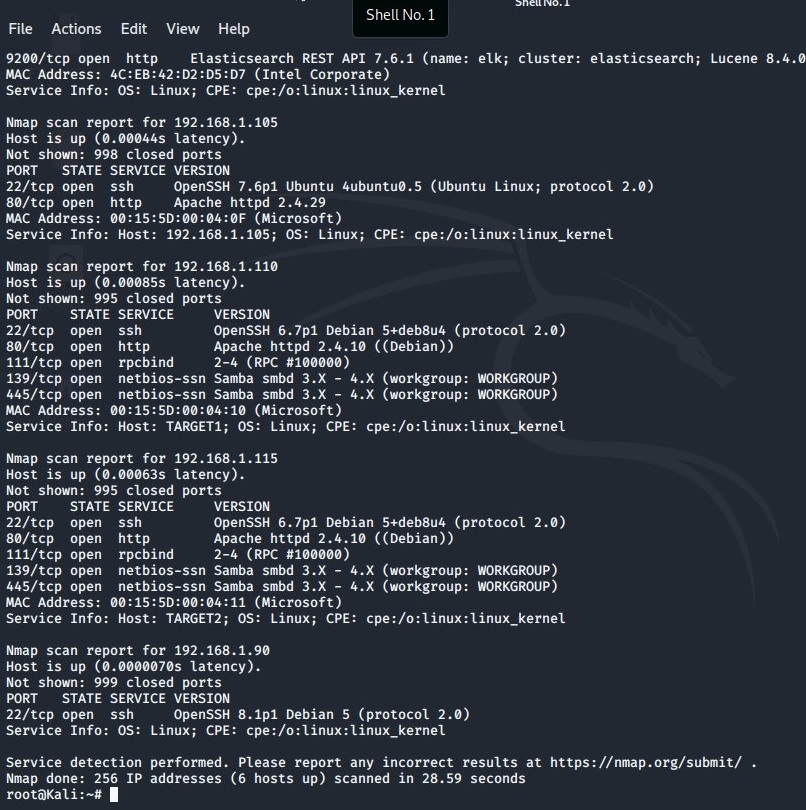 Shell No. 1
Shell No. 1
File Actions Edit View Help
9200/tcp open  http    Elasticsearch REST API 7.6.1 (name: elk; cluster: elasticsearch; Lucene 8.4.0
MAC Address: 4C:EB:42:D2:D5:D7 (Intel Corporate)
Service Info: OS: Linux; CPE: cpe:/o:linux:linux_kernel

Nmap scan report for 192.168.1.105
Host is up (0.00044s latency).
Not shown: 998 closed ports
PORT   STATE SERVICE VERSION
22/tcp open  ssh     OpenSSH 7.6p1 Ubuntu 4ubuntu0.5 (Ubuntu Linux; protocol 2.0)
80/tcp open  http    Apache httpd 2.4.29
MAC Address: 00:15:5D:00:04:0F (Microsoft)
Service Info: Host: 192.168.1.105; OS: Linux; CPE: cpe:/o:linux:linux_kernel

Nmap scan report for 192.168.1.110
Host is up (0.00085s latency).
Not shown: 995 closed ports
PORT    STATE SERVICE     VERSION
22/tcp  open  ssh         OpenSSH 6.7p1 Debian 5+deb8u4 (protocol 2.0)
80/tcp  open  http        Apache httpd 2.4.10 ((Debian))
111/tcp open  rpcbind     2-4 (RPC #100000)
139/tcp open  netbios-ssn Samba smbd 3.X - 4.X (workgroup: WORKGROUP)
445/tcp open  netbios-ssn Samba smbd 3.X - 4.X (workgroup: WORKGROUP)
MAC Address: 00:15:5D:00:04:10 (Microsoft)
Service Info: Host: TARGET1; OS: Linux; CPE: cpe:/o:linux:linux_kernel

Nmap scan report for 192.168.1.115
Host is up (0.00063s latency).
Not shown: 995 closed ports
PORT    STATE SERVICE     VERSION
22/tcp  open  ssh         OpenSSH 6.7p1 Debian 5+deb8u4 (protocol 2.0)
80/tcp  open  http        Apache httpd 2.4.10 ((Debian))
111/tcp open  rpcbind     2-4 (RPC #100000)
139/tcp open  netbios-ssn Samba smbd 3.X - 4.X (workgroup: WORKGROUP)
445/tcp open  netbios-ssn Samba smbd 3.X - 4.X (workgroup: WORKGROUP)
MAC Address: 00:15:5D:00:04:11 (Microsoft)
Service Info: Host: TARGET2; OS: Linux; CPE: cpe:/o:linux:linux_kernel

Nmap scan report for 192.168.1.90
Host is up (0.0000070s latency).
Not shown: 999 closed ports
PORT   STATE SERVICE VERSION
22/tcp open  ssh     OpenSSH 8.1p1 Debian 5 (protocol 2.0)
Service Info: OS: Linux; CPE: cpe:/o:linux:linux_kernel

Service detection performed. Please report any incorrect results at https://nmap.org/submit/ .
Nmap done: 256 IP addresses (6 hosts up) scanned in 28.59 seconds
root@Kali:~#